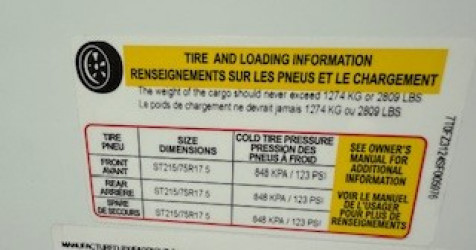 TIRE AND LOADING INFORMATION
RENSEIGNEMENTS SUR LES PNEUS ET LE CHARGEMENT
The weight of the cargo should never exceed 1274 KG or 2809 LBS
Le poids de chargement ne devrait jamais 1274 KG ou 2809 LBS
TIRE PNEU SIZE DIMENSIONS COLD TIRE PRESSURE PRESSION DES PNEUS À FROID
FRONT AVANT ST215/75R17.5 848 KPA / 123 PSI
REAR ARRIÈRE ST215/75R17.5 848 KPA / 123 PSI
SPARE DE SECOURS ST215/75R17.5 848 KPA / 123 PSI
SEE OWNER'S
MANUAL FOR
ADDITIONAL
INFORMATION
VOIR LE MANUEL
DE L'USAGER
POUR PLUS DE
RENSEIGNEMENTS